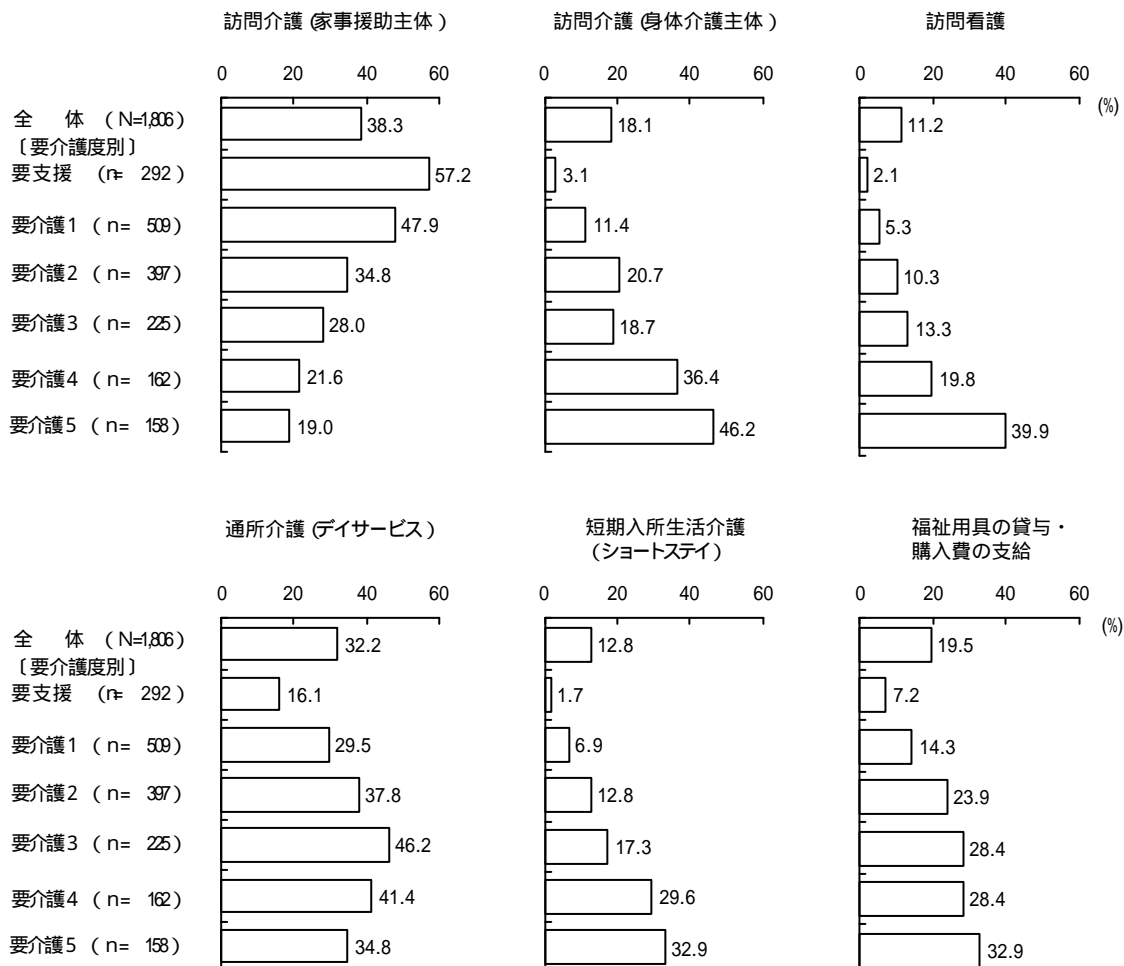 訪問介護（家事援助主体） 訪問介護（身体介護主体） 訪問看護
0 20 40 60 0 20 40 60 0 20 40 60
(%)
全 体 （N=1,806） 38.3 18.1 11.2
〔要介護度別〕
要支援 （n= 292） 57.2 3.1 2.1
要介護1 （n= 509） 47.9 11.4 5.3
要介護2 （n= 397） 34.8 20.7 10.3
要介護3 （n= 225） 28.0 18.7 13.3
要介護4 （n= 162） 21.6 36.4 19.8
要介護5 （n= 158） 19.0 46.2 39.9
通所介護（デイサービス） 短期入所生活介護 福祉用具の貸与・
（ショートステイ） 購入費の支給
0 20 40 60 0 20 40 60 0 20 40 60
(%)
全 体 （N=1,806） 32.2 12.8 19.5
〔要介護度別〕
要支援 （n= 292） 16.1 1.7 7.2
要介護1 （n= 509） 29.5 6.9 14.3
要介護2 （n= 397） 37.8 12.8 23.9
要介護3 （n= 225） 46.2 17.3 28.4
要介護4 （n= 162） 41.4 29.6 28.4
要介護5 （n= 158） 34.8 32.9 32.9